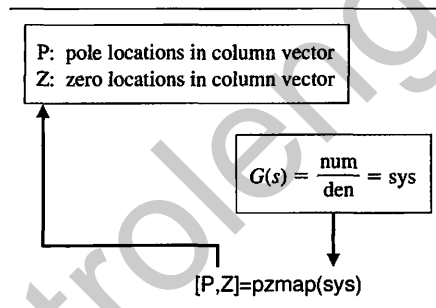 P: pole locations in column vector
Z: zero locations in column vector
G(s) = num/den = sys
[P,Z]=pzmap(sys)